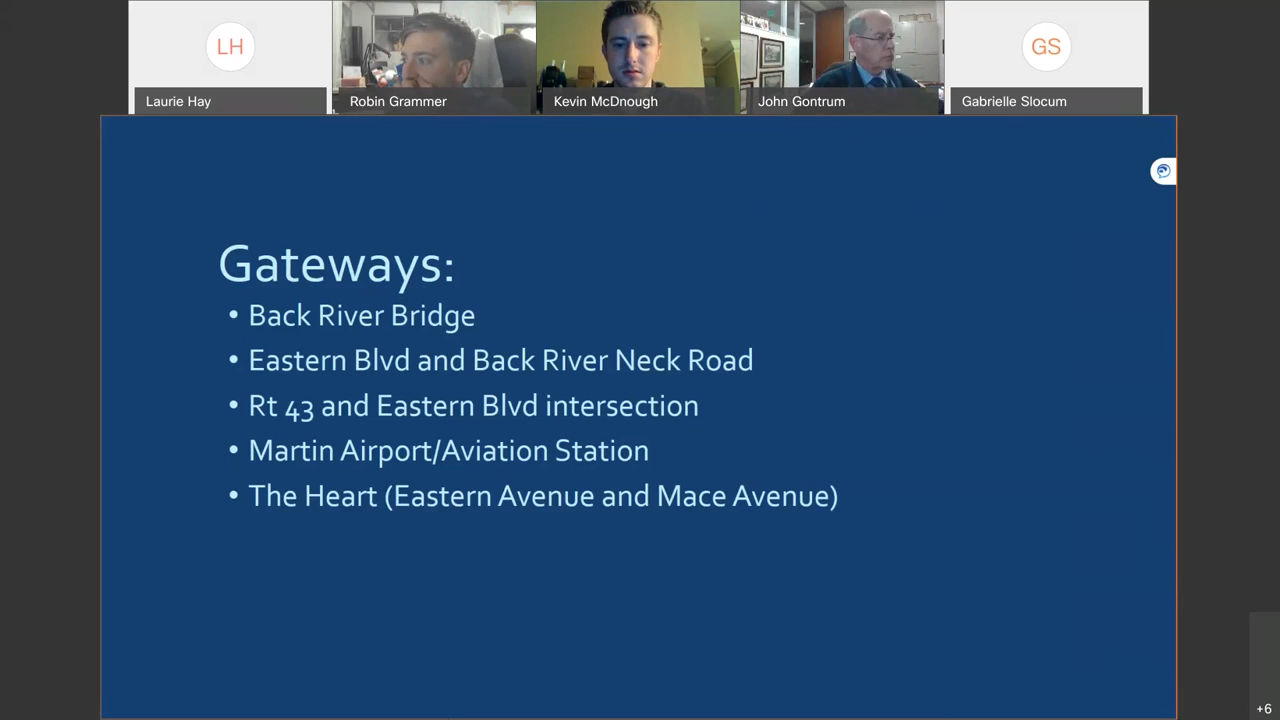 LH
GS
Laurie Hay
Robin Grammer
Kevin McDnough
John Gontrum
Gabrielle Slocum
Gateways:
• Back River Bridge
• Eastern Blvd and Back River Neck Road
• Rt 43 and Eastern Blvd intersection
• Martin Airport/Aviation Station
• The Heart (Eastern Avenue and Mace Avenue)
+6